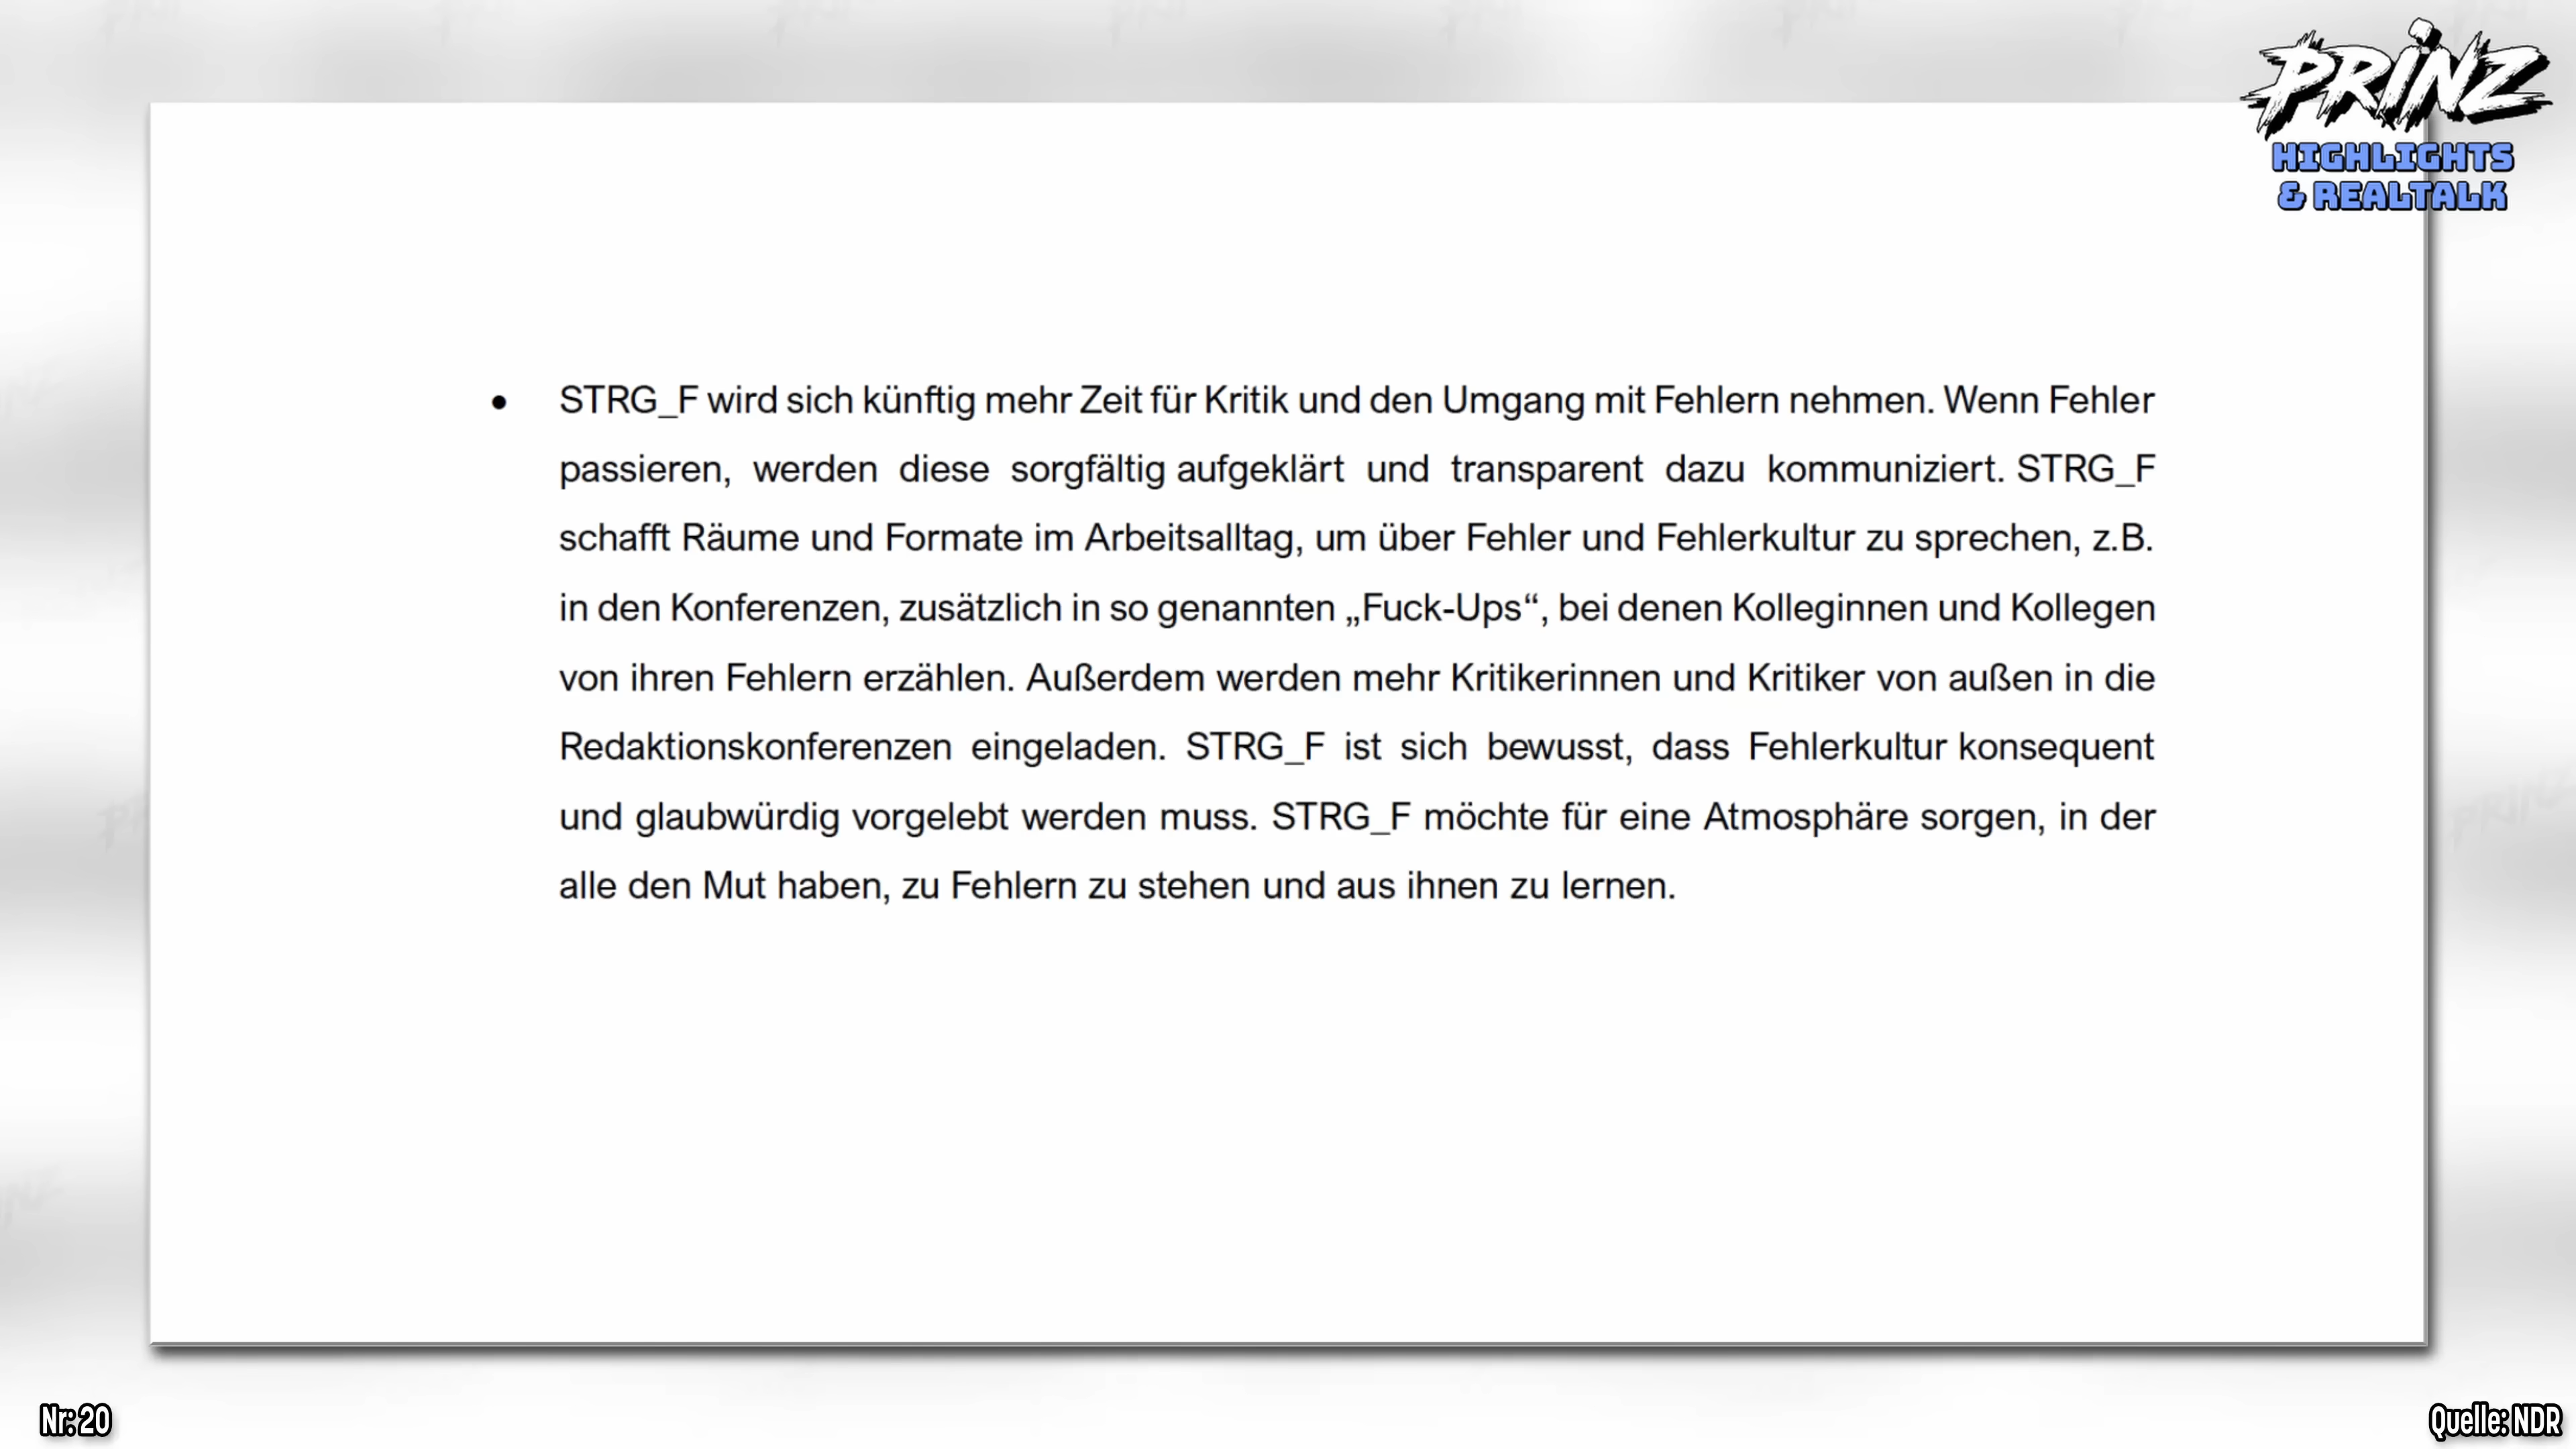 PRINZ
HIGHLIGHTS
& REALTALK
• STRG_F wird sich künftig mehr Zeit für Kritik und den Umgang mit Fehlern nehmen. Wenn Fehler
passieren, werden diese sorgfältig aufgeklärt und transparent dazu kommuniziert. STRG_F
schafft Räume und Formate im Arbeitsalltag, um über Fehler und Fehlerkultur zu sprechen, z.B.
in den Konferenzen, zusätzlich in so genannten „Fuck-Ups“, bei denen Kolleginnen und Kollegen
von ihren Fehlern erzählen. Außerdem werden mehr Kritikerinnen und Kritiker von außen in die
Redaktionskonferenzen eingeladen. STRG_F ist sich bewusst, dass Fehlerkultur konsequent
und glaubwürdig vorgelebt werden muss. STRG_F möchte für eine Atmosphäre sorgen, in der
alle den Mut haben, zu Fehlern zu stehen und aus ihnen zu lernen.
Nr: 20
Quelle: NDR